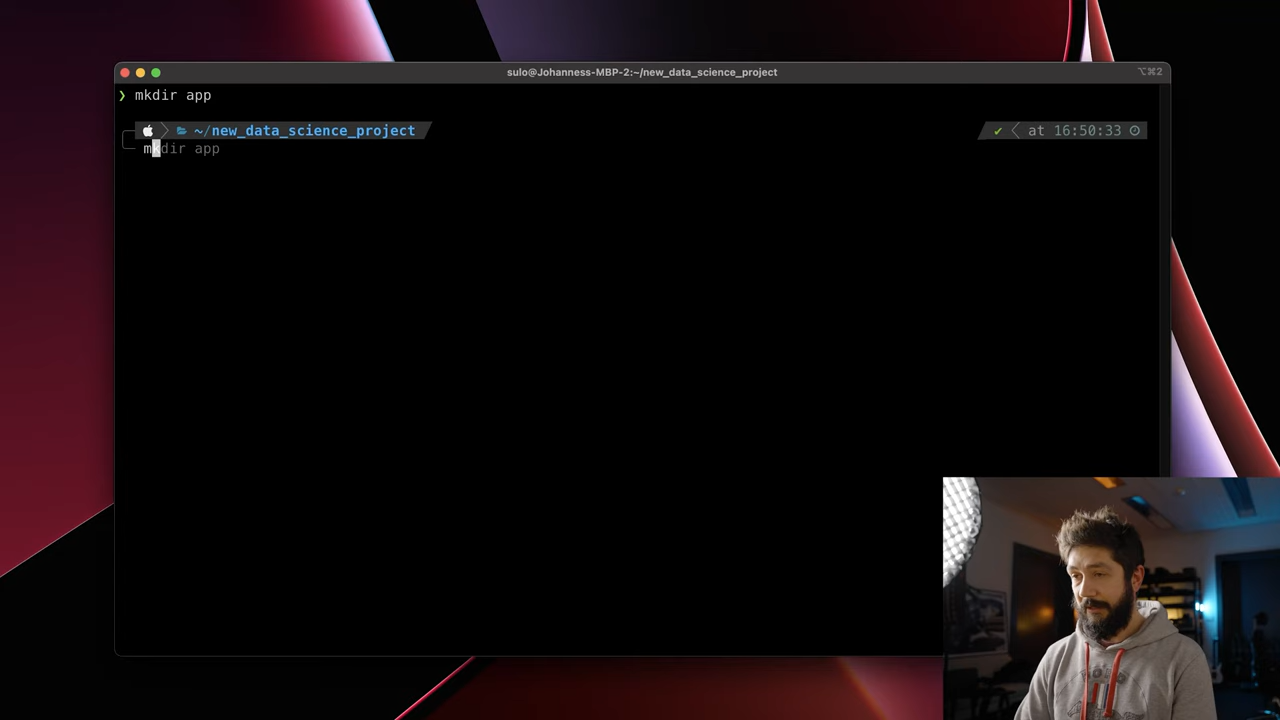 sulo@Johanness-MBP-2:~/new_data_science_project
⌥⌘2
❯ mkdir app
~/new_data_science_project
✔ at 16:50:33
mkdir app